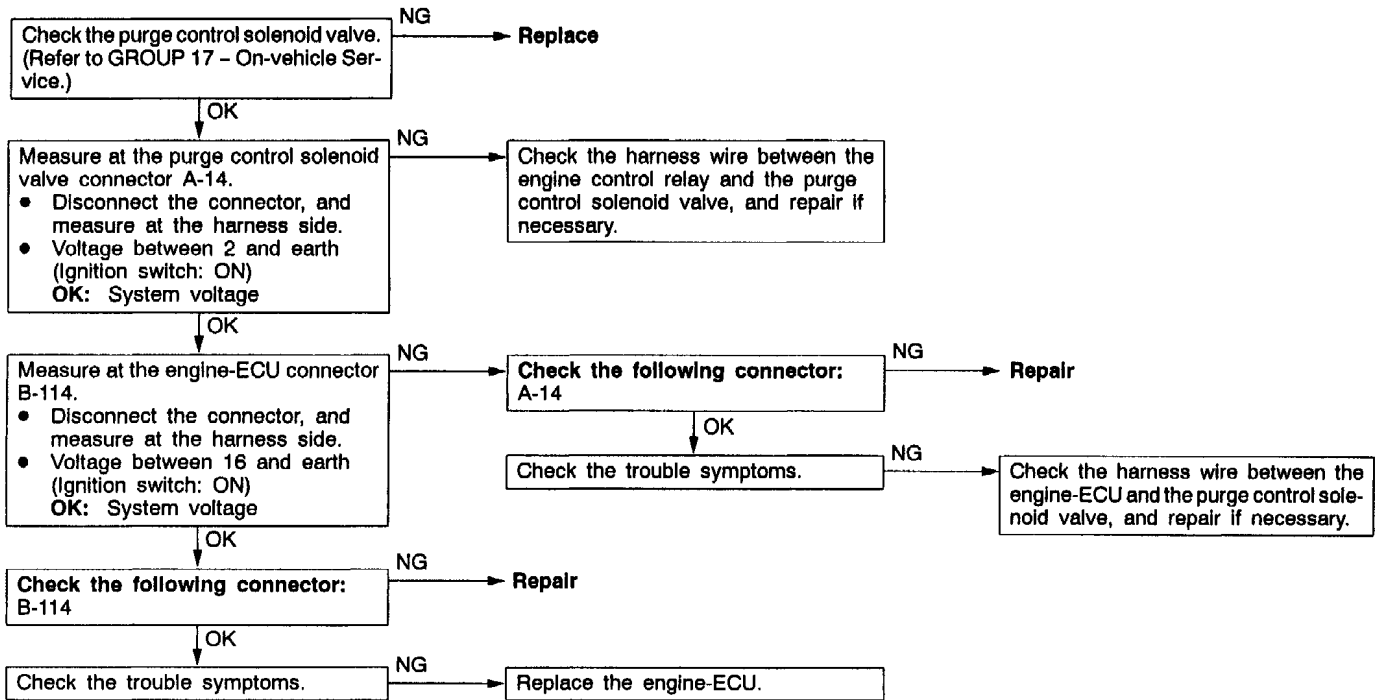 Check the purge control solenoid valve.
(Refer to GROUP 17 – On-vehicle Ser-
vice.)
NG
Replace
OK
Measure at the purge control solenoid
valve connector A-14.
• Disconnect the connector, and
measure at the harness side.
• Voltage between 2 and earth
(Ignition switch: ON)
OK: System voltage
NG
Check the harness wire between the
engine control relay and the purge
control solenoid valve, and repair if
necessary.
OK
Measure at the engine-ECU connector
B-114.
• Disconnect the connector, and
measure at the harness side.
• Voltage between 16 and earth
(Ignition switch: ON)
OK: System voltage
NG
Check the following connector:
A-14
NG
Repair
OK
Check the trouble symptoms.
NG
Check the harness wire between the
engine-ECU and the purge control sole-
noid valve, and repair if necessary.
OK
Check the following connector:
B-114
NG
Repair
OK
Check the trouble symptoms.
NG
Replace the engine-ECU.